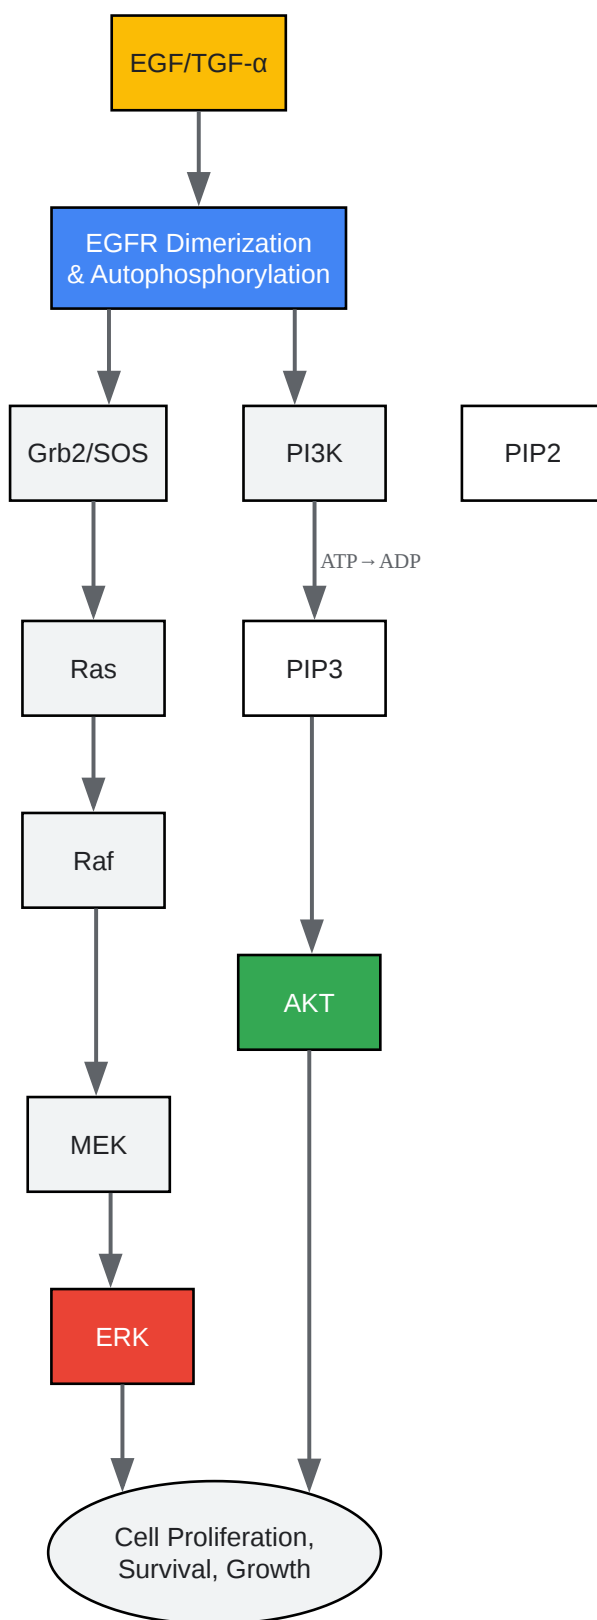 EGF/TGF-α
EGFR Dimerization
& Autophosphorylation
Grb2/SOS
PI3K
PIP2
ATP→ADP
Ras
PIP3
Raf
AKT
MEK
ERK
Cell Proliferation,
Survival, Growth